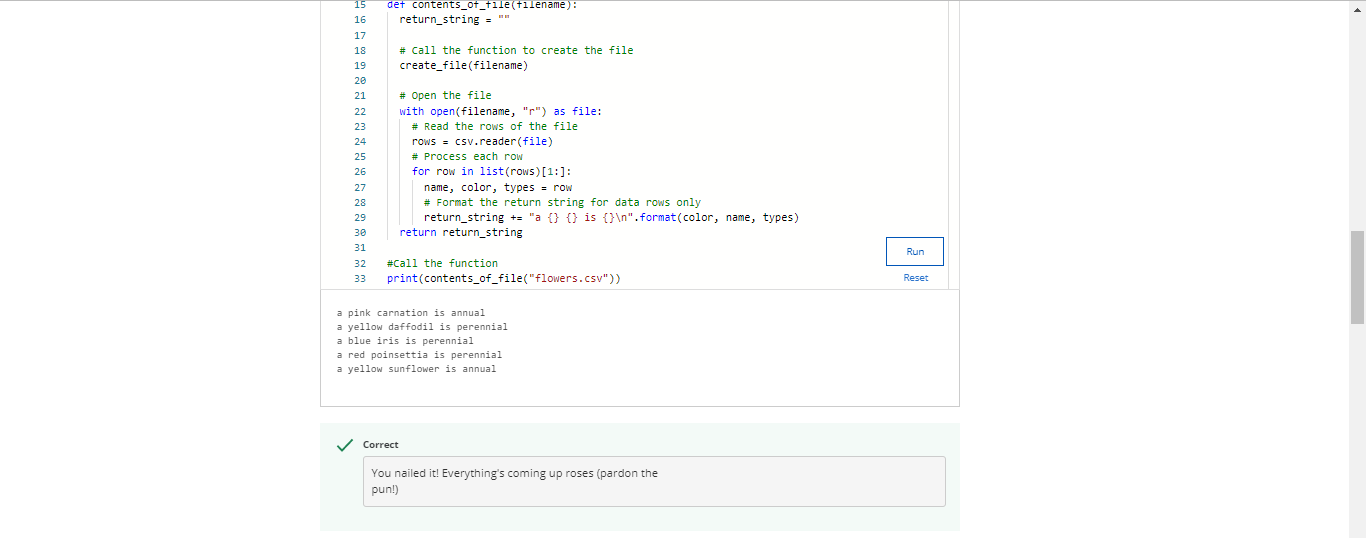 15 def contents_of_file(filename):
16 return_string = ""
17
18 # Call the function to create the file
19 create_file(filename)
20
21 # Open the file
22 with open(filename, "r") as file:
23 # Read the rows of the file
24 rows = csv.reader(file)
25 # Process each row
26 for row in list(rows)[1:]:
27 name, color, types = row
28 # Format the return string for data rows only
29 return_string += "a {} {} is {}\n".format(color, name, types)
30 return return_string
31
Run
32 #Call the function
33 print(contents_of_file("flowers.csv"))
Reset
a pink carnation is annual
a yellow daffodil is perennial
a blue iris is perennial
a red poinsettia is perennial
a yellow sunflower is annual
Correct
You nailed it! Everything's coming up roses (pardon the
pun!)